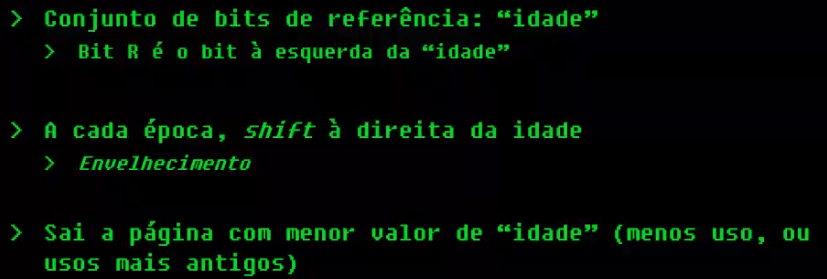 > Conjunto de bits de referência: “idade”
> Bit R é o bit à esquerda da “idade”
> A cada época, shift à direita da idade
> Envelhecimento
> Sai a página com menor valor de “idade” (menos uso, ou
usos mais antigos)